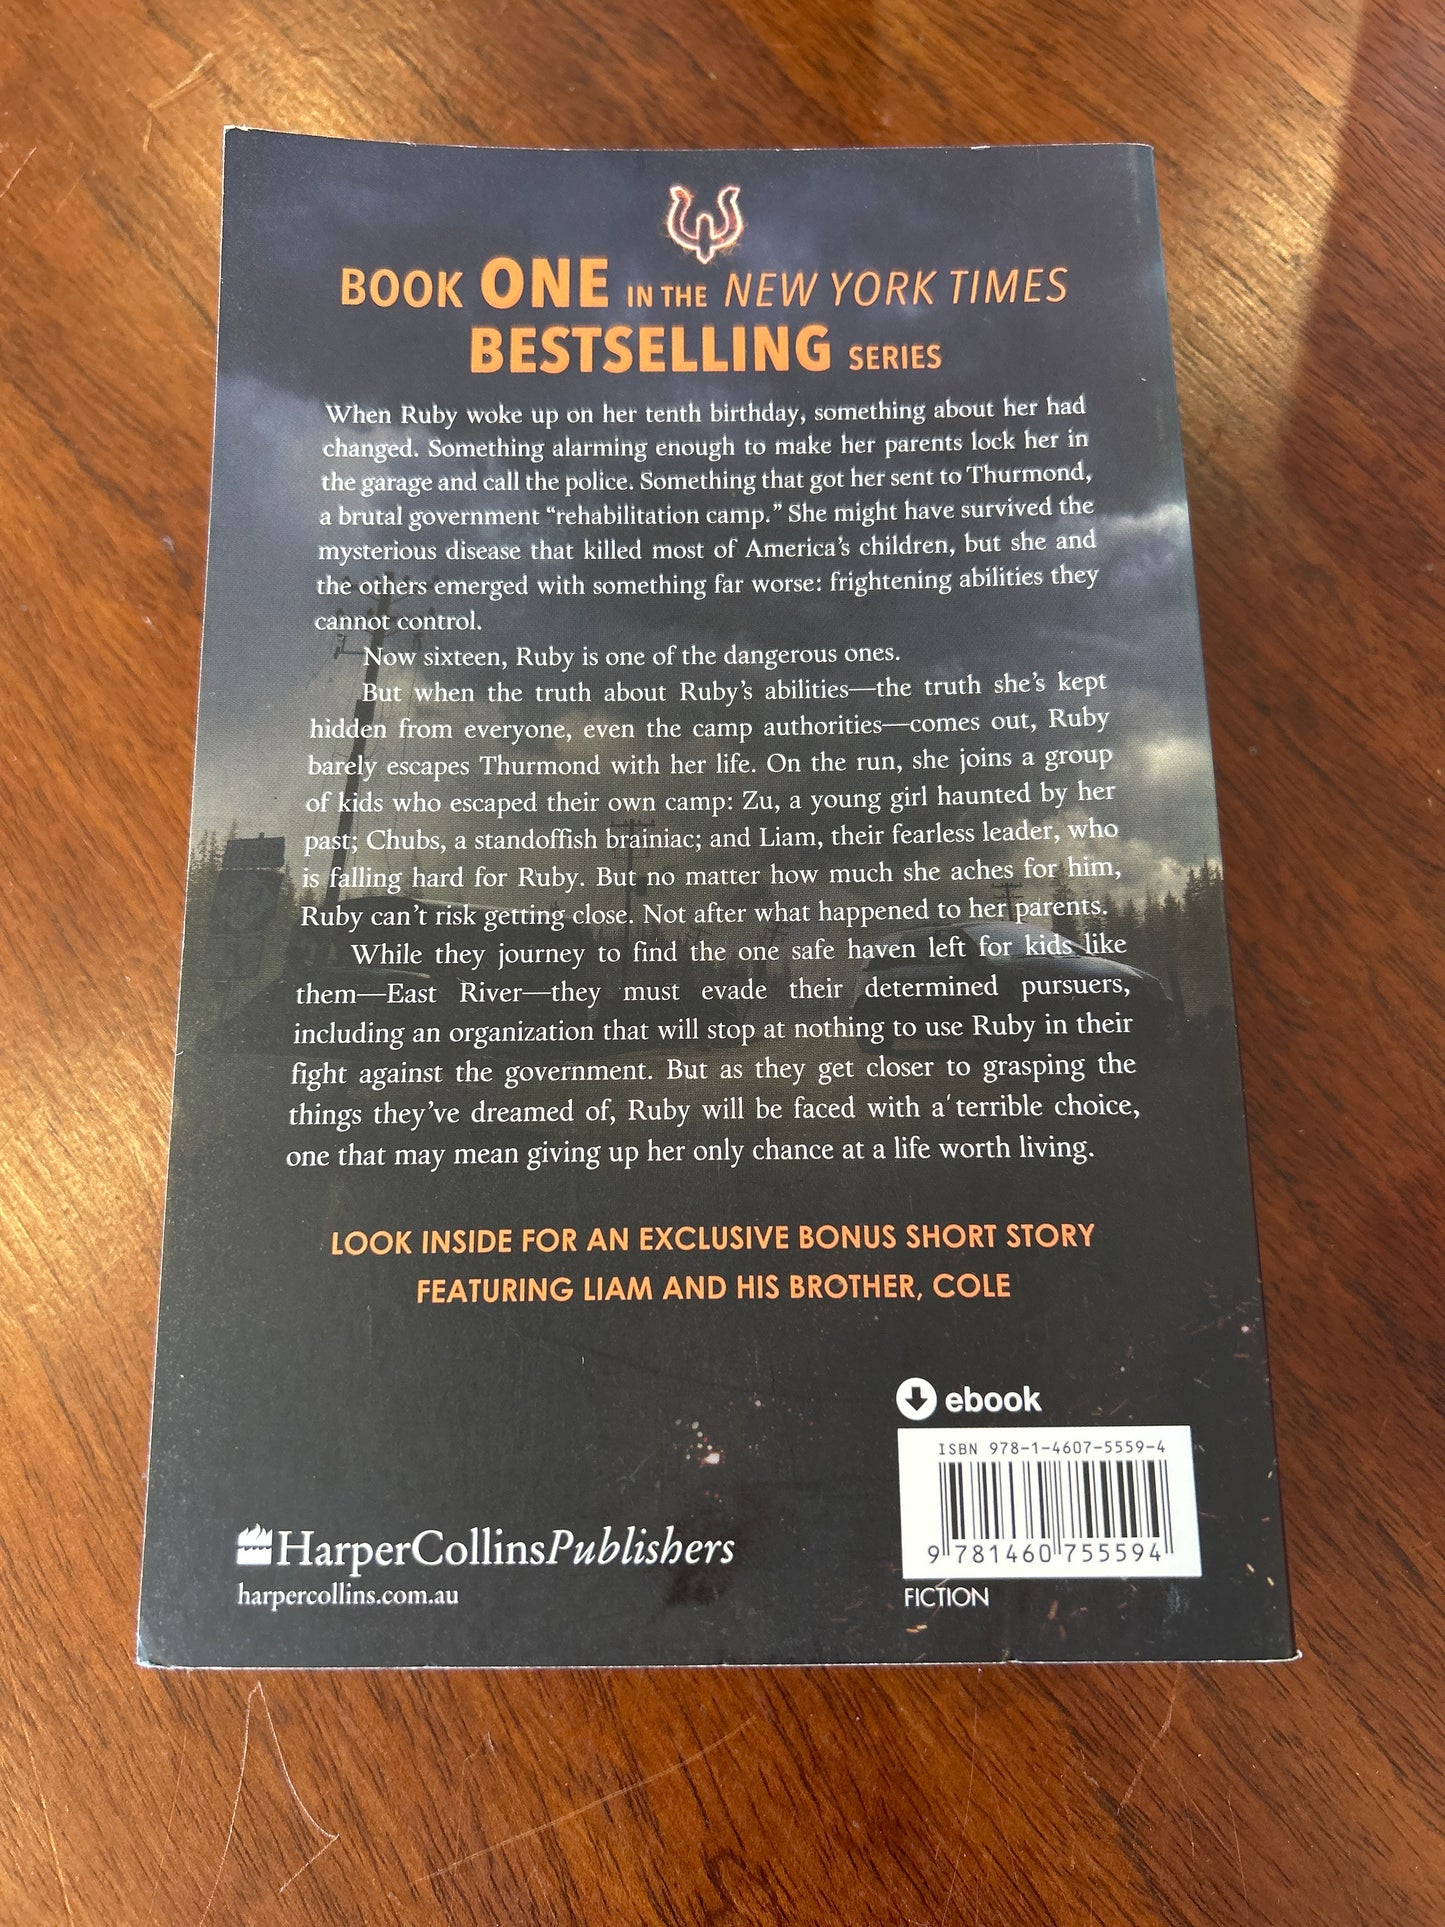 BOOK ONE IN THE NEW YORK TIMES
BESTSELLING SERIES
When Ruby woke up on her tenth birthday, something about her had
changed. Something alarming enough to make her parents lock her in
the garage and call the police. Something that got her sent to Thurmond,
a brutal government “rehabilitation camp.” She might have survived the
mysterious disease that killed most of America’s children, but she and
the others emerged with something far worse: frightening abilities they
cannot control.
Now sixteen, Ruby is one of the dangerous ones.
But when the truth about Ruby’s abilities—the truth she’s kept
hidden from everyone, even the camp authorities—comes out, Ruby
barely escapes Thurmond with her life. On the run, she joins a group
of kids who escaped their own camp: Zu, a young girl haunted by her
past; Chubs, a standoffish brainiac; and Liam, their fearless leader, who
is falling hard for Ruby. But no matter how much she aches for him,
Ruby can’t risk getting close. Not after what happened to her parents.
While they journey to find the one safe haven left for kids like
them—East River—they must evade their determined pursuers,
including an organization that will stop at nothing to use Ruby in their
fight against the government. But as they get closer to grasping the
things they’ve dreamed of, Ruby will be faced with a terrible choice,
one that may mean giving up her only chance at a life worth living.
LOOK INSIDE FOR AN EXCLUSIVE BONUS SHORT STORY
FEATURING LIAM AND HIS BROTHER, COLE
ebook
ISBN 978-1-4607-5559-4
9 781460 755594
FICTION
HarperCollinsPublishers
harpercollins.com.au